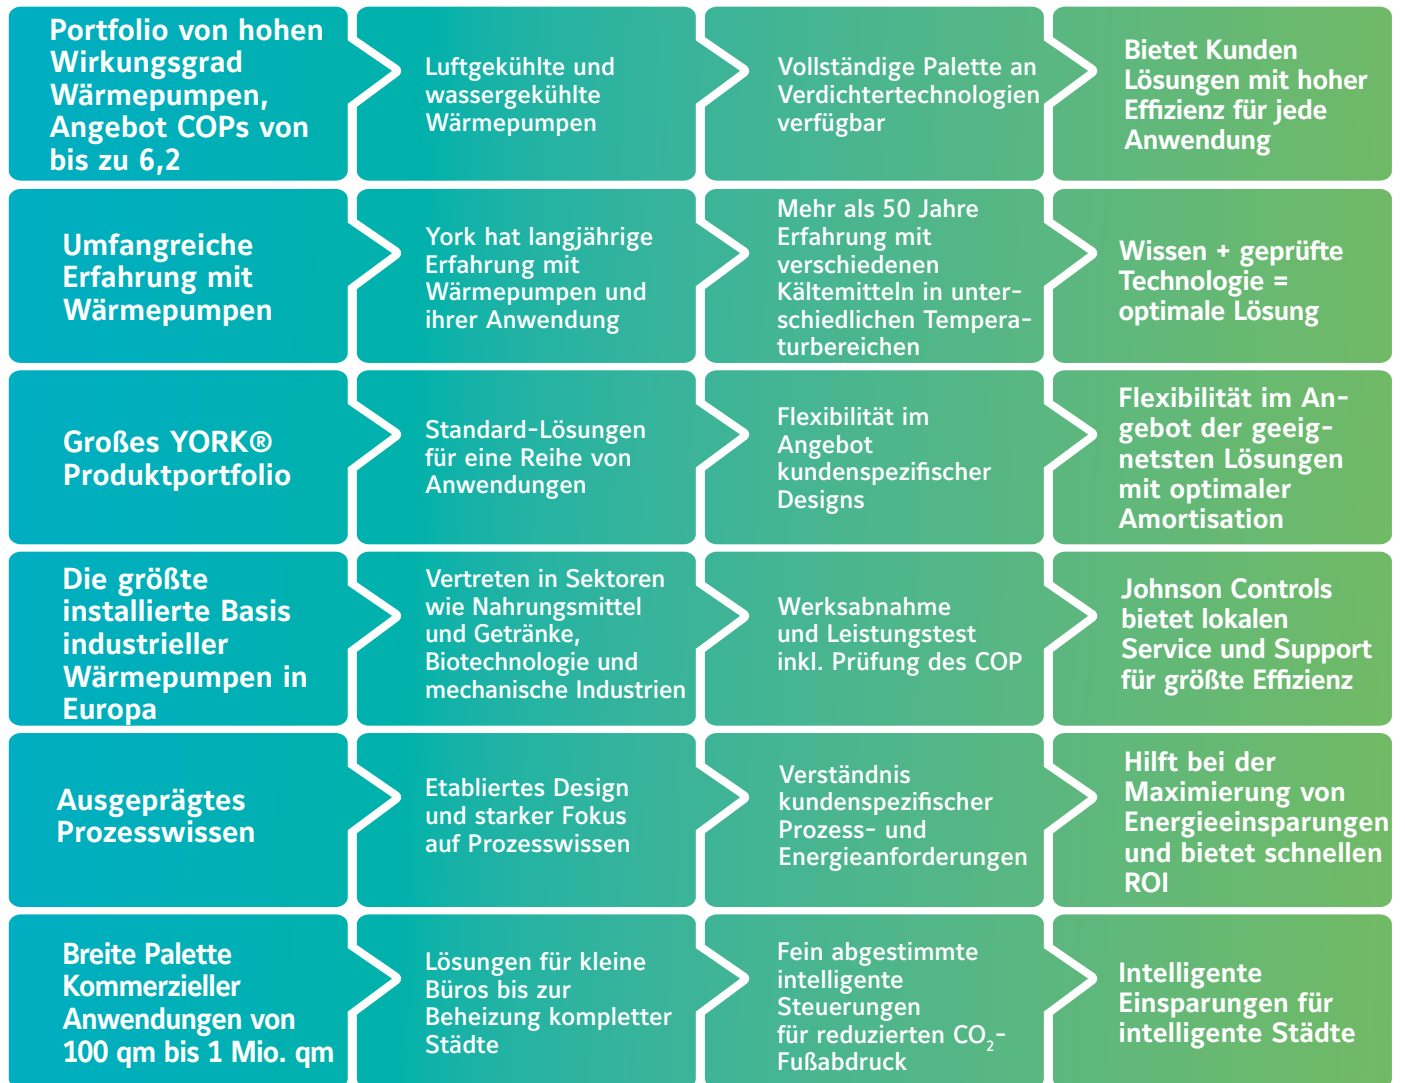 Portfolio von hohen
Wirkungsgrad
Wärmepumpen,
Angebot COPs von
bis zu 6,2
Luftgekühlte und
wassergekühlte
Wärmepumpen
Vollständige Palette an
Verdichtertechnologien
verfügbar
Bietet Kunden
Lösungen mit hoher
Effizienz für jede
Anwendung
Umfangreiche
Erfahrung mit
Wärmepumpen
York hat langjährige
Erfahrung mit
Wärmepumpen und
ihrer Anwendung
Mehr als 50 Jahre
Erfahrung mit
verschiedenen
Kältemitteln in unter-
schiedlichen Tempera-
turbereichen
Wissen + geprüfte
Technologie =
optimale Lösung
Großes YORK®
Produktportfolio
Standard-Lösungen
für eine Reihe von
Anwendungen
Flexibilität im
Angebot
kundenspezifischer
Designs
Flexibilität im An-
gebot der geeig-
netsten Lösungen
mit optimaler
Amortisation
Die größte
installierte Basis
industrieller
Wärmepumpen in
Europa
Vertreten in Sektoren
wie Nahrungsmittel
und Getränke,
Biotechnologie und
mechanische Industrien
Werksabnahme
und Leistungstest
inkl. Prüfung des COP
Johnson Controls
bietet lokalen
Service und Support
für größte Effizienz
Ausgeprägtes
Prozesswissen
Etabliertes Design
und starker Fokus
auf Prozesswissen
Verständnis
kundenspezifischer
Prozess- und
Energieanforderungen
Hilft bei der
Maximierung von
Energieeinsparungen
und bietet schnellen
ROI
Breite Palette
Kommerzieller
Anwendungen von
100 qm bis 1 Mio. qm
Lösungen für kleine
Büros bis zur
Beheizung kompletter
Städte
Fein abgestimmte
intelligente
Steuerungen
für reduzierten CO₂-
Fußabdruck
Intelligente
Einsparungen für
intelligente Städte